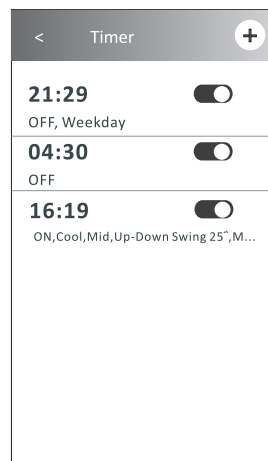 < Timer +
21:29
OFF, Weekday
04:30
OFF
16:19
ON,Cool,Mid,Up-Down Swing 25°,M...